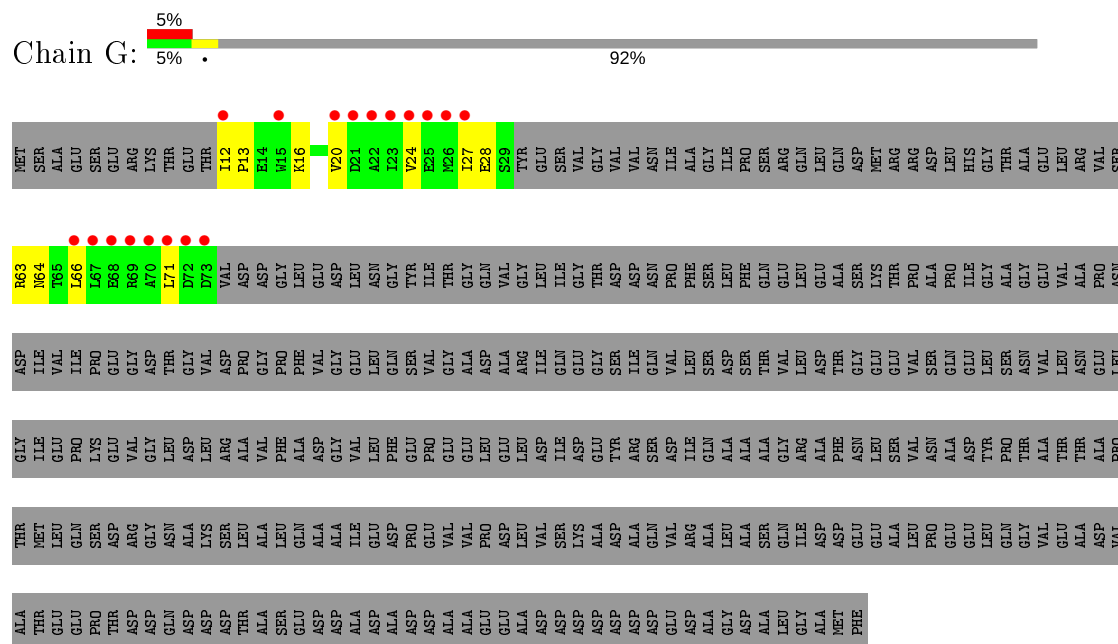 Chain G:
5%
5% • 92%
MET SER ALA GLU SER GLU ARG LYS THR GLU THR I12 P13 E14 W15 K16 V20 D21 A22 I23 V24 E25 M26 I27 E28 S29 TYR GLU SER VAL GLY VAL VAL ASN ILE ALA GLY ILE PRO SER ARG GLN LEU GLN ASP MET ARG ARG ASP LEU HIS GLY THR ALA GLU LEU ARG VAL SER
R63 N64 T65 L66 L67 E68 R69 A70 L71 D72 D73 VAL ASP ASP GLY LEU GLU ASP LEU ASN GLY TYR ILE THR GLY GLN VAL GLY LEU ILE GLY THR ASP ASP ASN PRO PHE SER LEU PHE GLN GLU LEU GLU ALA SER LYS THR PRO ALA PRO ILE GLY ALA GLY GLU VAL ALA PRO ASN
ASP ILE VAL ILE PRO GLU GLY ASP THR GLY VAL ASP PRO GLY PRO PHE VAL GLY GLU LEU GLN SER VAL GLY ALA ASP ALA ARG ILE GLN GLU GLY SER ILE GLN VAL LEU SER ASP SER THR VAL LEU ASP THR GLY GLU GLU VAL SER GLN GLU LEU SER ASN VAL LEU ASN GLU LEU
GLY ILE GLU PRO LYS GLU VAL GLY LEU ASP LEU ARG ALA VAL PHE ALA ASP GLY VAL LEU PHE GLU PRO GLU GLU LEU GLU LEU ASP ILE ASP GLU TYR ARG SER ASP ILE GLN ALA ALA ALA GLY ARG ALA PHE ASN LEU SER VAL ASN ALA ASP TYR PRO THR ALA THR THR ALA PRO
THR MET LEU GLN SER ASP ARG GLY ASN ALA LYS SER LEU ALA LEU GLN ALA ALA ILE GLU ASP PRO GLU VAL VAL PRO ASP LEU VAL SER LYS ALA ASP ALA GLN VAL ARG ALA LEU ALA SER GLN ILE ASP ASP GLU GLU ALA LEU PRO GLU GLU LEU GLN GLY VAL GLU ALA ASP VAL
ALA THR GLU GLU PRO THR ASP ASP GLN ASP ASP ASP THR ALA SER GLU ASP ASP ALA ASP ALA ASP ASP ALA ALA GLU GLU ALA ASP ASP ASP ASP ASP ASP ASP GLU ASP ALA GLY ASP ALA LEU GLY ALA MET PHE